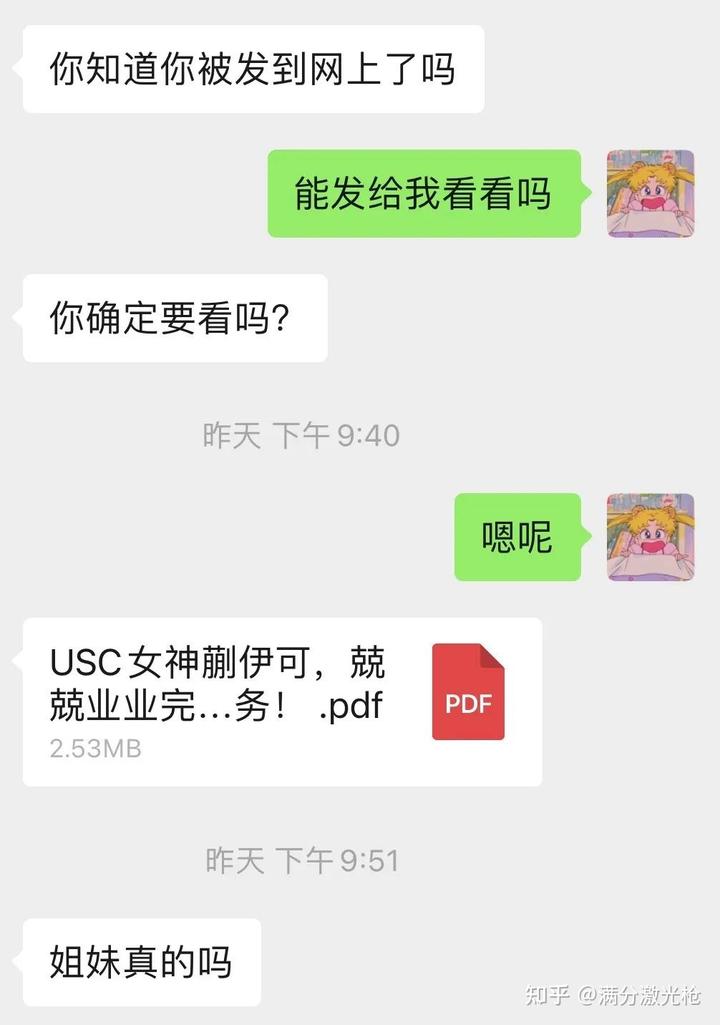 你知道你被发到网上了吗
能发给我看看吗
你确定要看吗?
昨天 下午 9:40
嗯呢
USC女神蒯伊可，兢
兢业业完...务！ .pdf
PDF
2.53MB
昨天 下午 9:51
姐妹真的吗
知乎 @满分激光枪